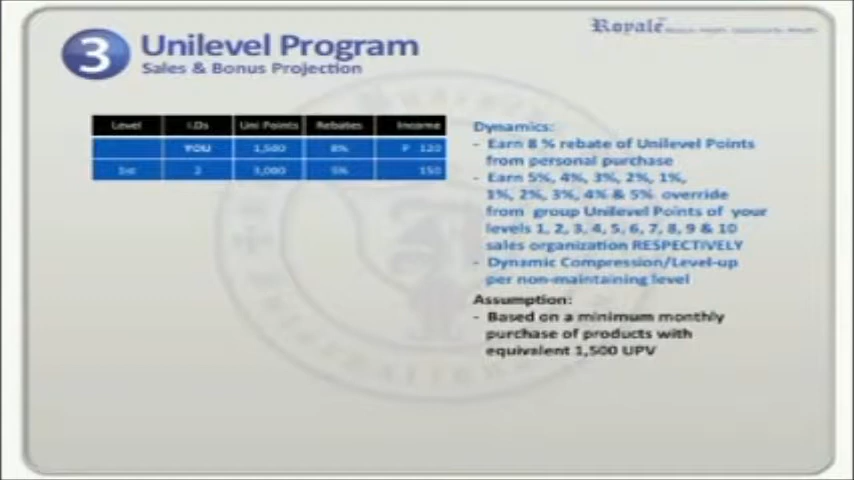 Royale
3
Unilevel Program
Sales & Bonus Projection
Level I.Ds Uni Points Rebates Income
YOU 1,500 8% P 120
1st 2 3,000 5% 150
Dynamics:
- Earn 8 % rebate of Unilevel Points
from personal purchase
- Earn 5%, 4%, 3%, 2%, 1%,
1%, 2%, 3%, 4% & 5% override
from group Unilevel Points of your
levels 1, 2, 3, 4, 5, 6, 7, 8, 9 & 10
sales organization RESPECTIVELY
- Dynamic Compression/Level-up
per non-maintaining level
Assumption:
- Based on a minimum monthly
purchase of products with
equivalent 1,500 UPV